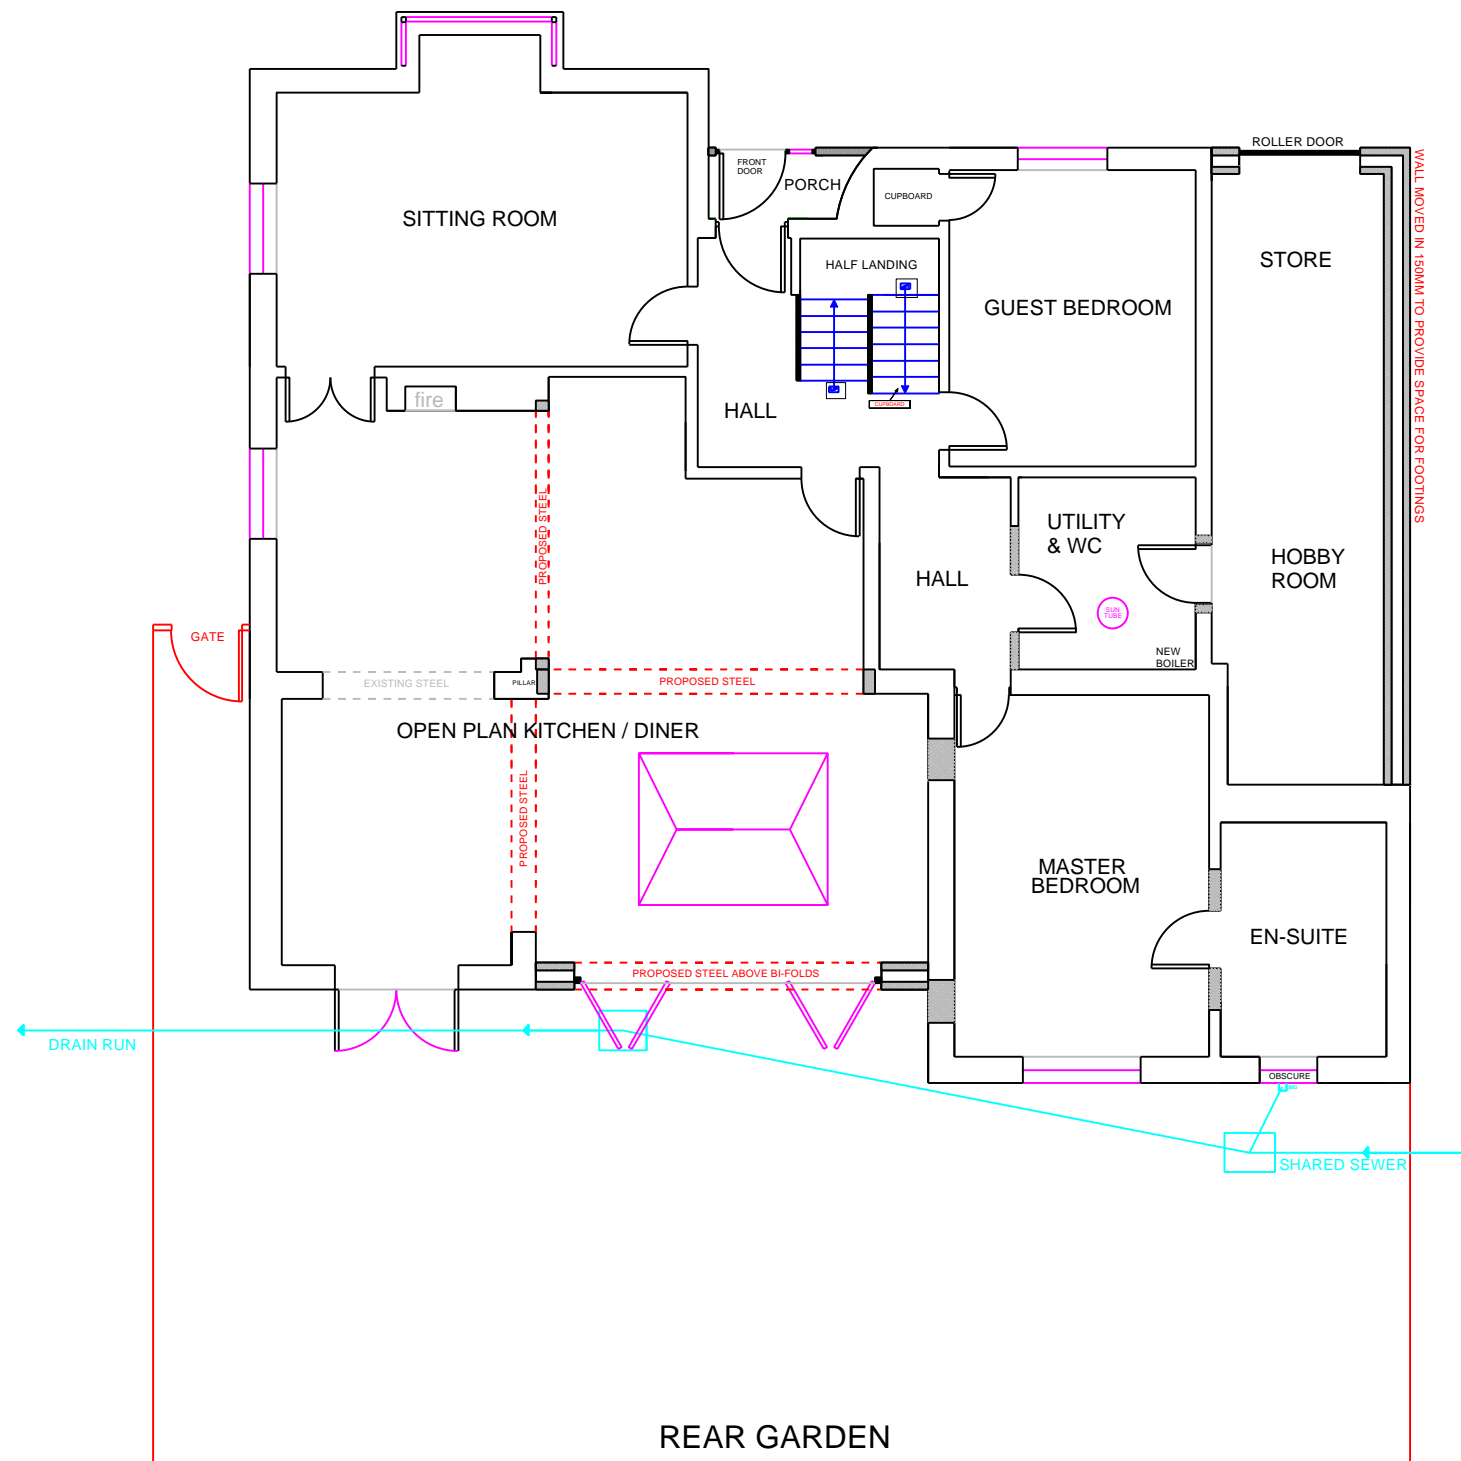 ROLLER DOOR
FRONT
DOOR
PORCH
CUPBOARD
WALL MOVED IN 150MM TO PROVIDE SPACE FOR FOOTINGS
SITTING ROOM
HALF LANDING
STORE
GUEST BEDROOM
fire
HALL
CUPBOARD
PROPOSED STEEL
UTILITY
& WC
HALL
HOBBY
ROOM
SUN
TUBE
GATE
NEW
BOILER
EXISTING STEEL
PILLAR
PROPOSED STEEL
OPEN PLAN KITCHEN / DINER
PROPOSED STEEL
MASTER
BEDROOM
EN-SUITE
PROPOSED STEEL ABOVE BI-FOLDS
DRAIN RUN
OBSCURE
SHARED SEWER
REAR GARDEN